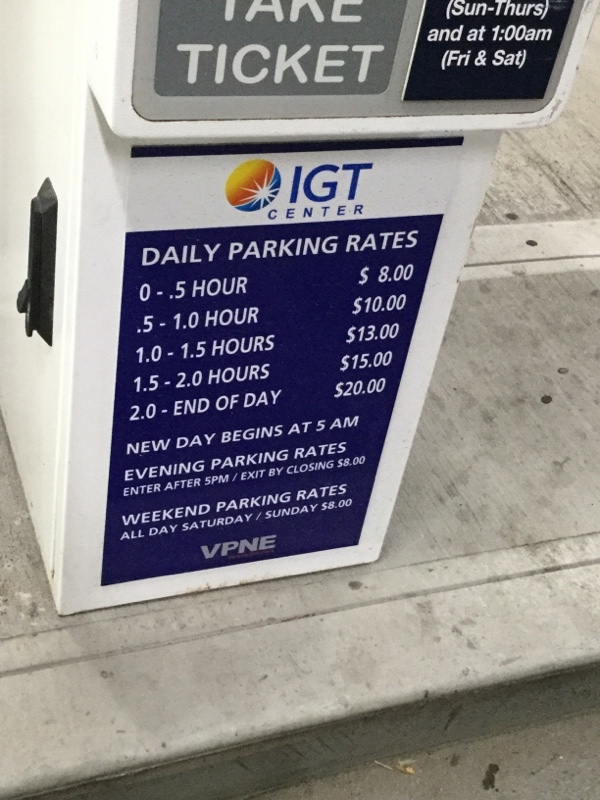 TAKE
TICKET
(Sun-Thurs)
and at 1:00am
(Fri & Sat)
IGT
CENTER
DAILY PARKING RATES
0 - .5 HOUR $ 8.00
.5 - 1.0 HOUR $10.00
1.0 - 1.5 HOURS $13.00
1.5 - 2.0 HOURS $15.00
2.0 - END OF DAY $20.00
NEW DAY BEGINS AT 5 AM
EVENING PARKING RATES
ENTER AFTER 5PM / EXIT BY CLOSING $8.00
WEEKEND PARKING RATES
ALL DAY SATURDAY / SUNDAY $8.00
VPNE